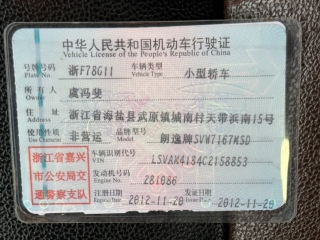 中华人民共和国机动车行驶证
Vehicle License of the People's Republic of China
号牌号码 浙F78G11 车辆类型 小型轿车
Plate No. Vehicle Type
所有人 虞冯斐
Owner
住址 浙江省海盐县武原镇城南村天带浜南15号
Address
使用性质 非营运 品牌型号 朗逸牌SVW7167MSD
Use Character Model
浙江省嘉兴 车辆识别代号 LSVAK4184C2158853
VIN
市公安局交 发动机号码 281086
Engine No.
通警察支队 注册日期 2012-11-20 发证日期 2012-11-20
Register Date Issue Date